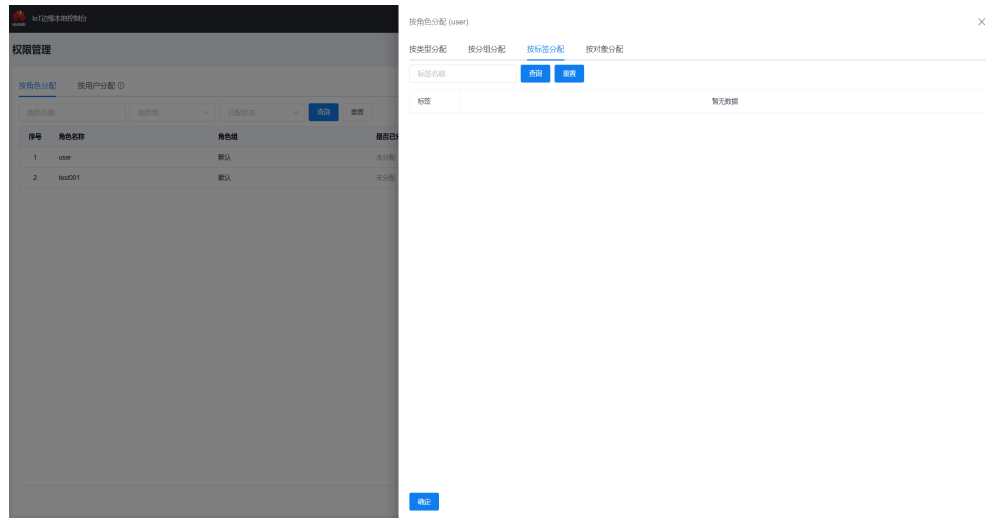 HUAWEI IoT边缘本地控制台
权限管理
按角色分配 按用户分配
角色名称 角色组 分配状态 查询 重置
序号 角色名称 角色组 是否已分
1 user 默认 未分配
2 test001 默认 未分配
按角色分配 (user)
按类型分配 按分组分配 按标签分配 按对象分配
标签名称 查询 重置
标签 暂无数据
确定